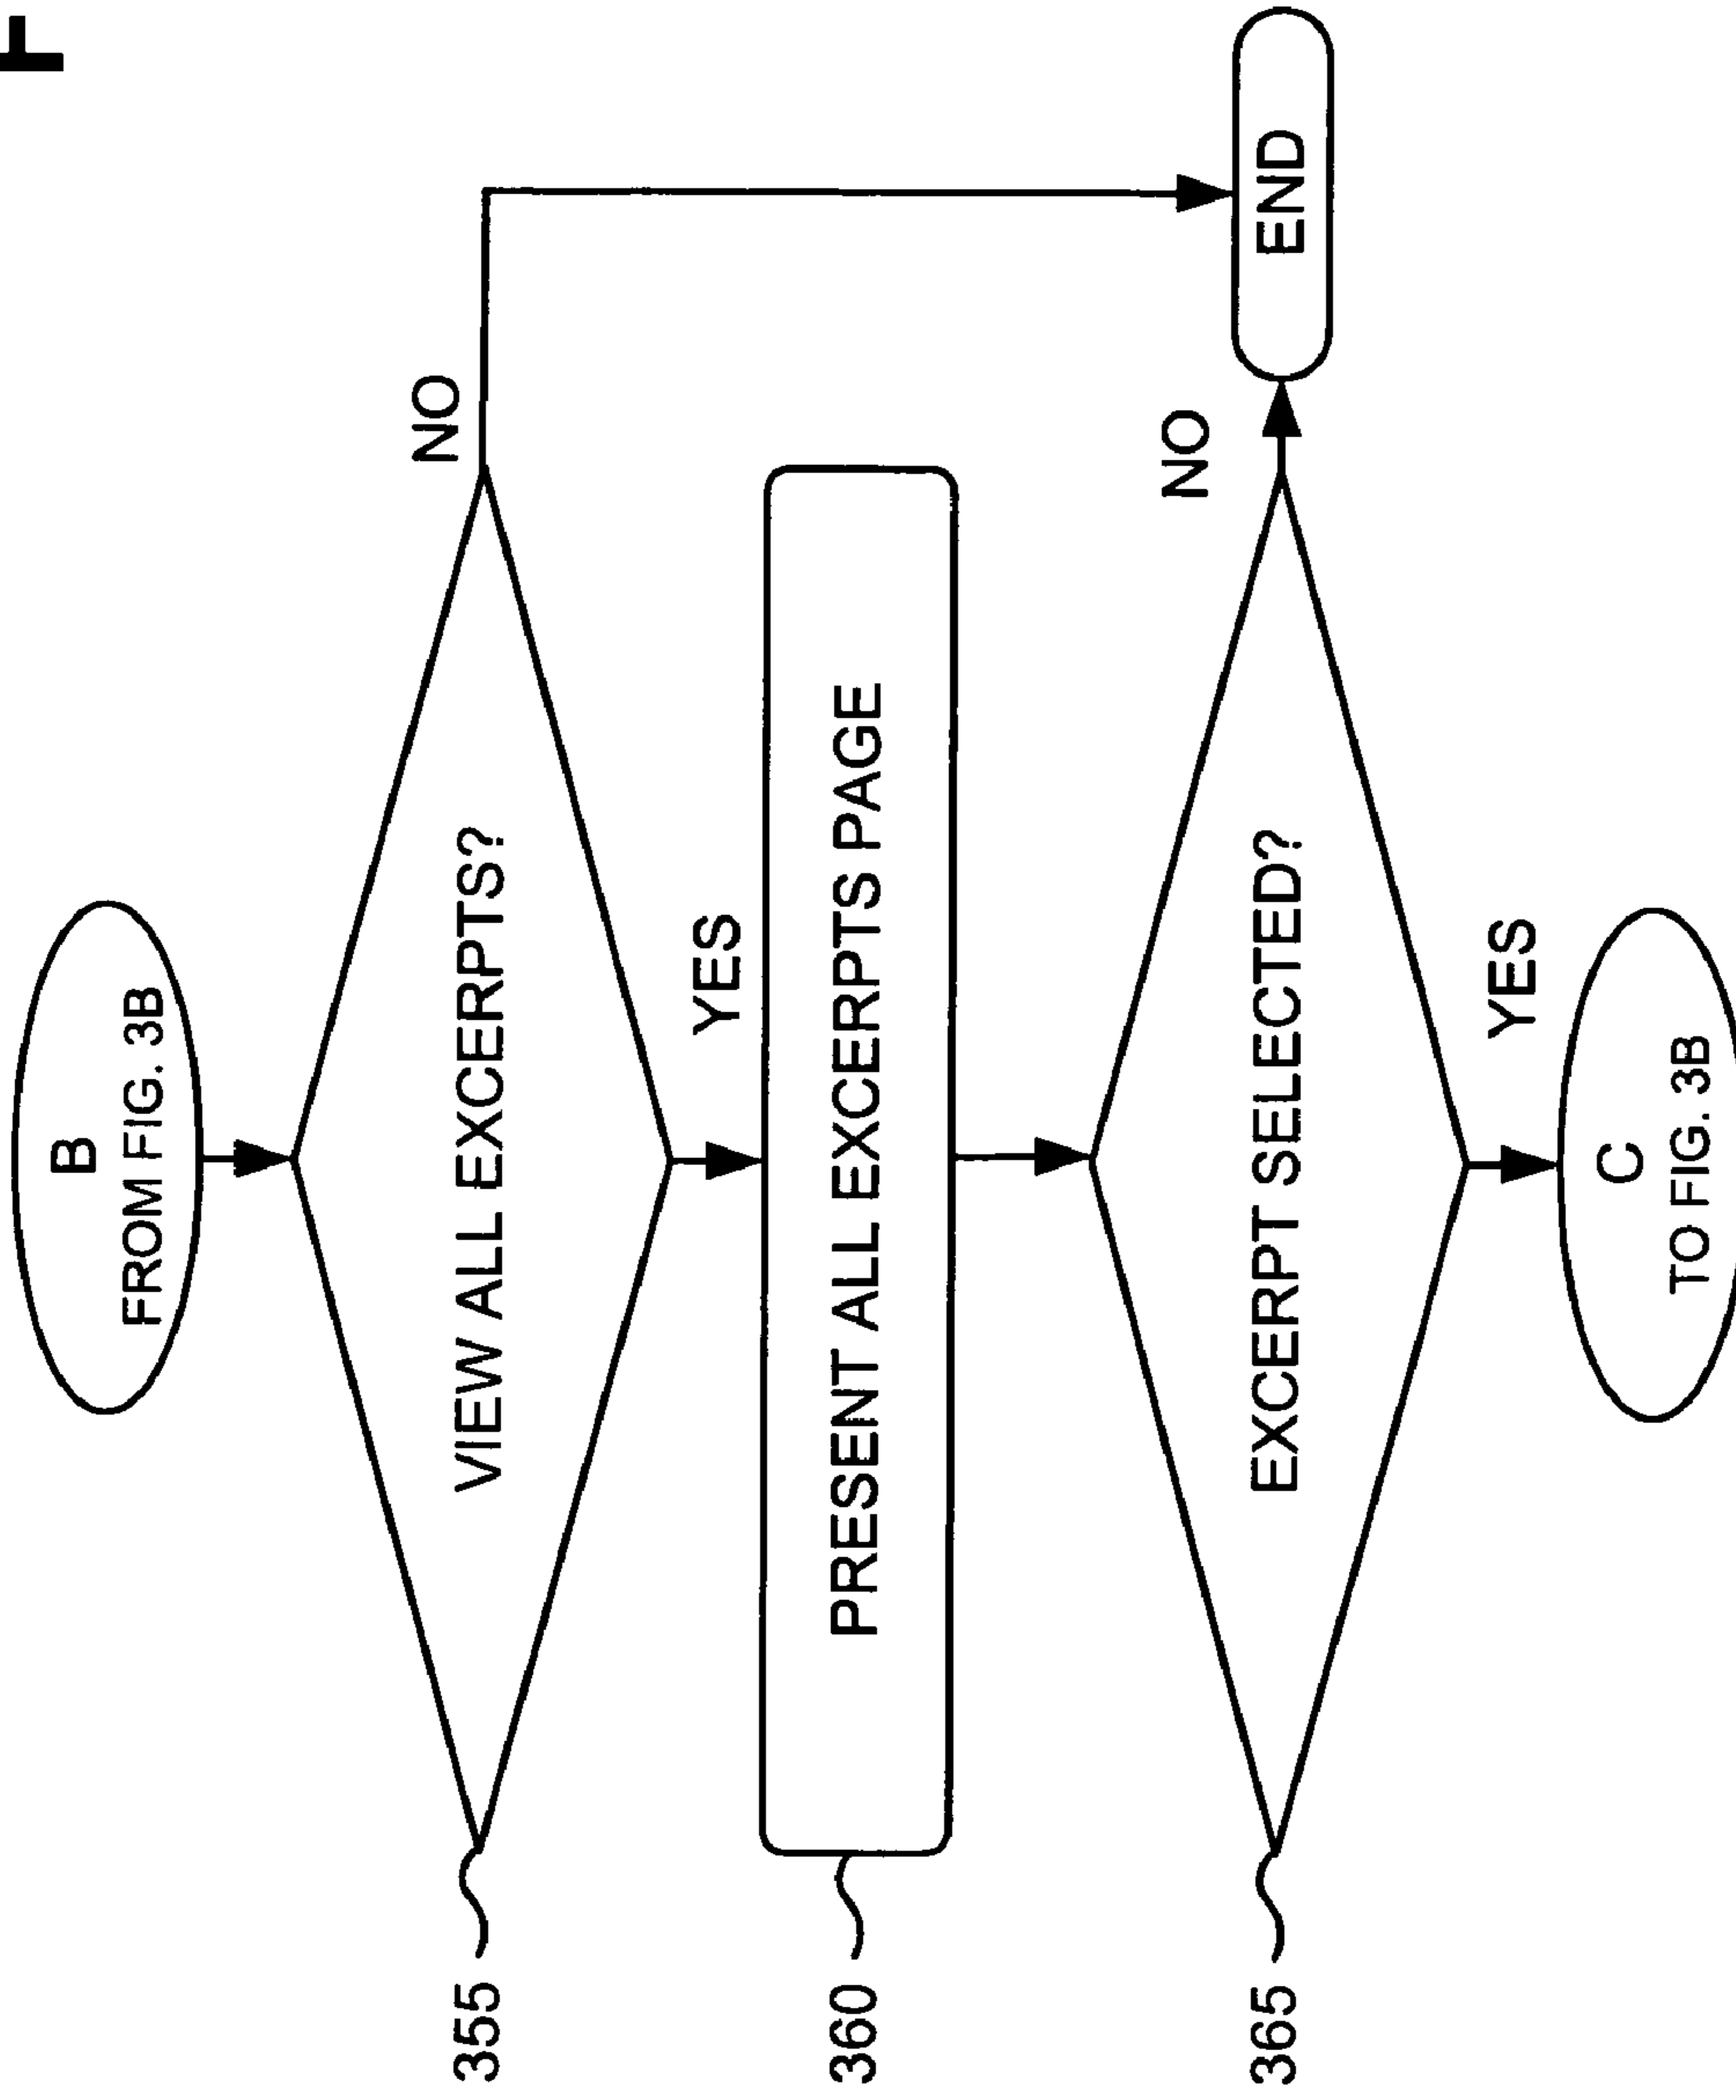 B
FROM FIG. 3B
355
VIEW ALL EXCERPTS?
NO
YES
360
PRESENT ALL EXCERPTS PAGE
365
EXCERPT SELECTED?
NO
END
YES
C
TO FIG. 3B